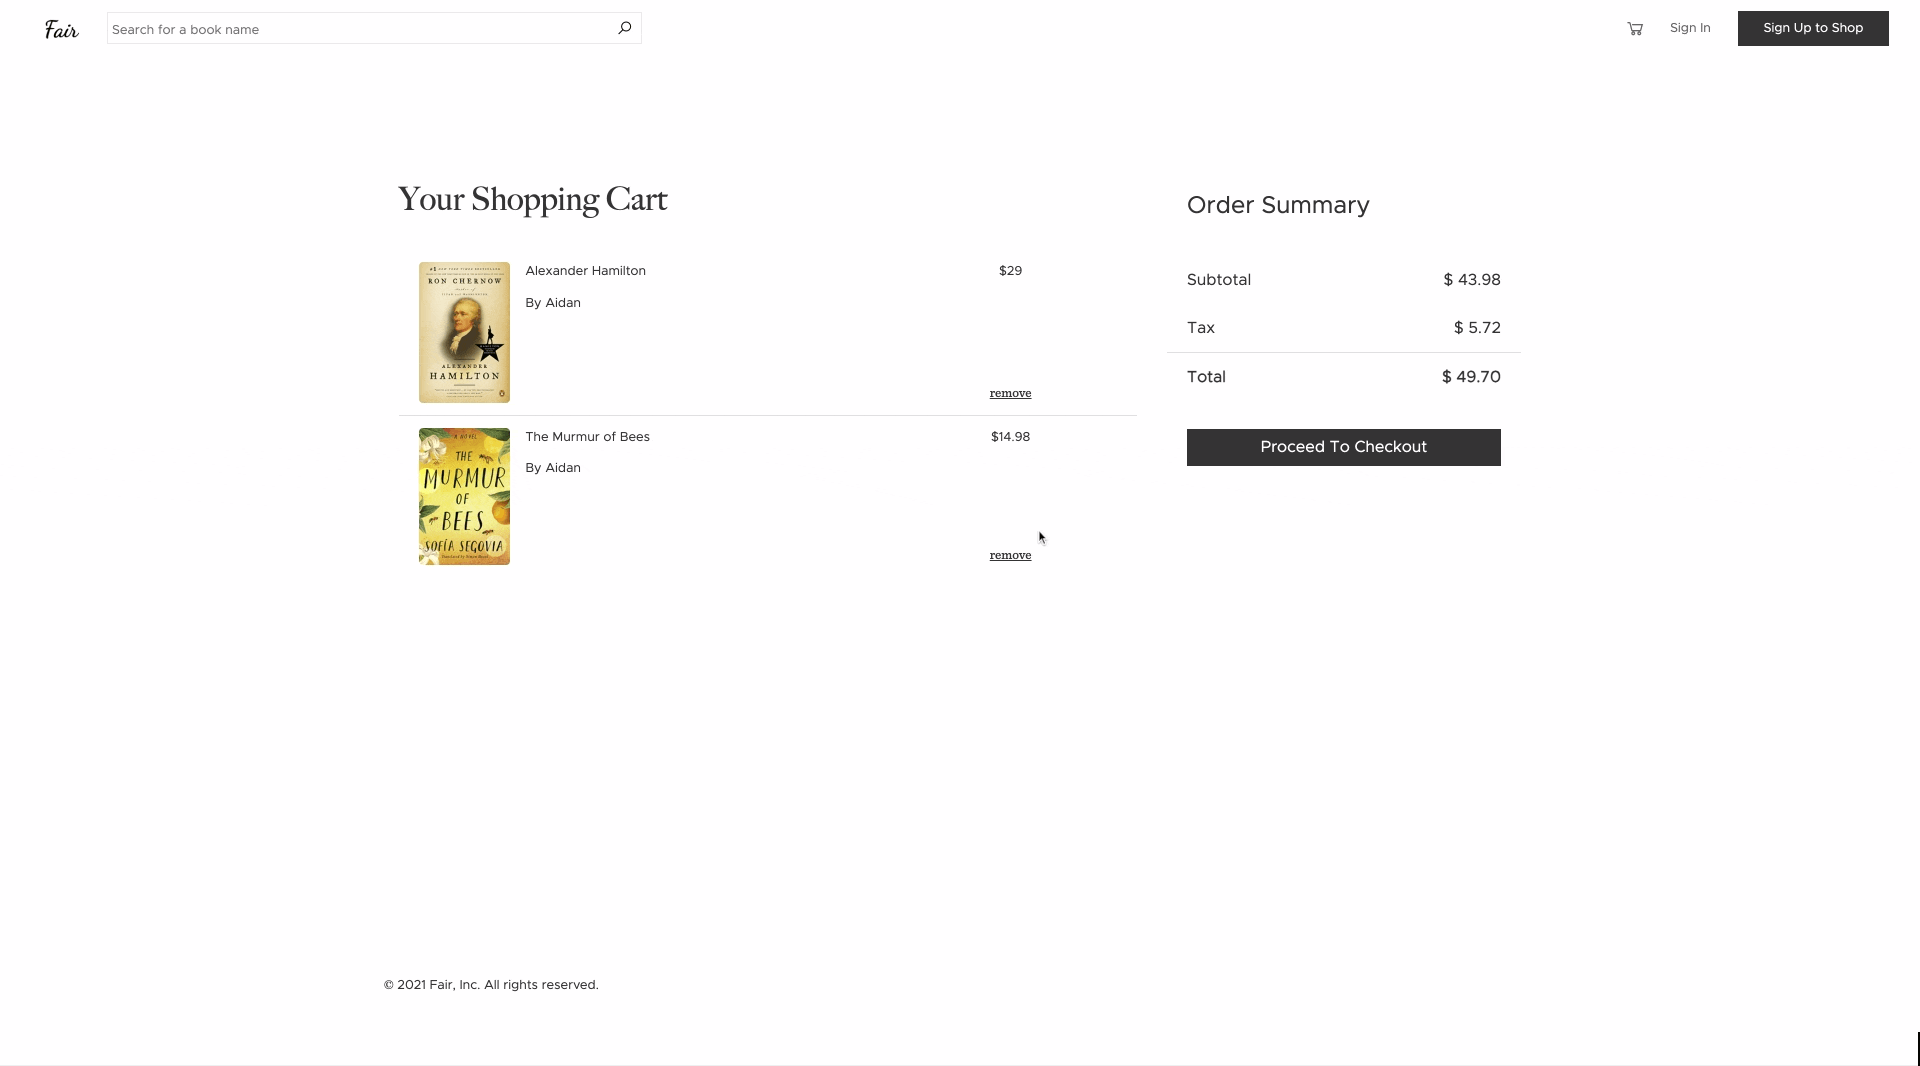 Fair
Search for a book name
Sign In
Sign Up to Shop
Your Shopping Cart
RON CHERNOW
ALEXANDER
HAMILTON
Alexander Hamilton
By Aidan
$29
remove
A NOVEL
THE
MURMUR
OF
BEES
SOFÍA SEGOVIA
The Murmur of Bees
By Aidan
$14.98
remove
Order Summary
Subtotal $ 43.98
Tax $ 5.72
Total $ 49.70
Proceed To Checkout
© 2021 Fair, Inc. All rights reserved.